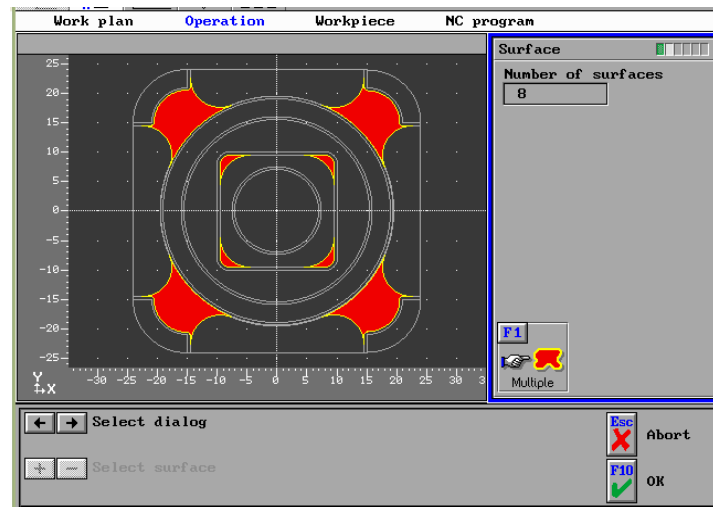 Work plan Operation Workpiece NC program
Surface
Number of surfaces
8
25
20
15
10
5
0
-5
-10
-15
-20
-25
Y
X
-30 -25 -20 -15 -10 -5 0 5 10 15 20 25 30 3
F1
Multiple
Select dialog
Esc
Abort
+ - Select surface
F10
OK